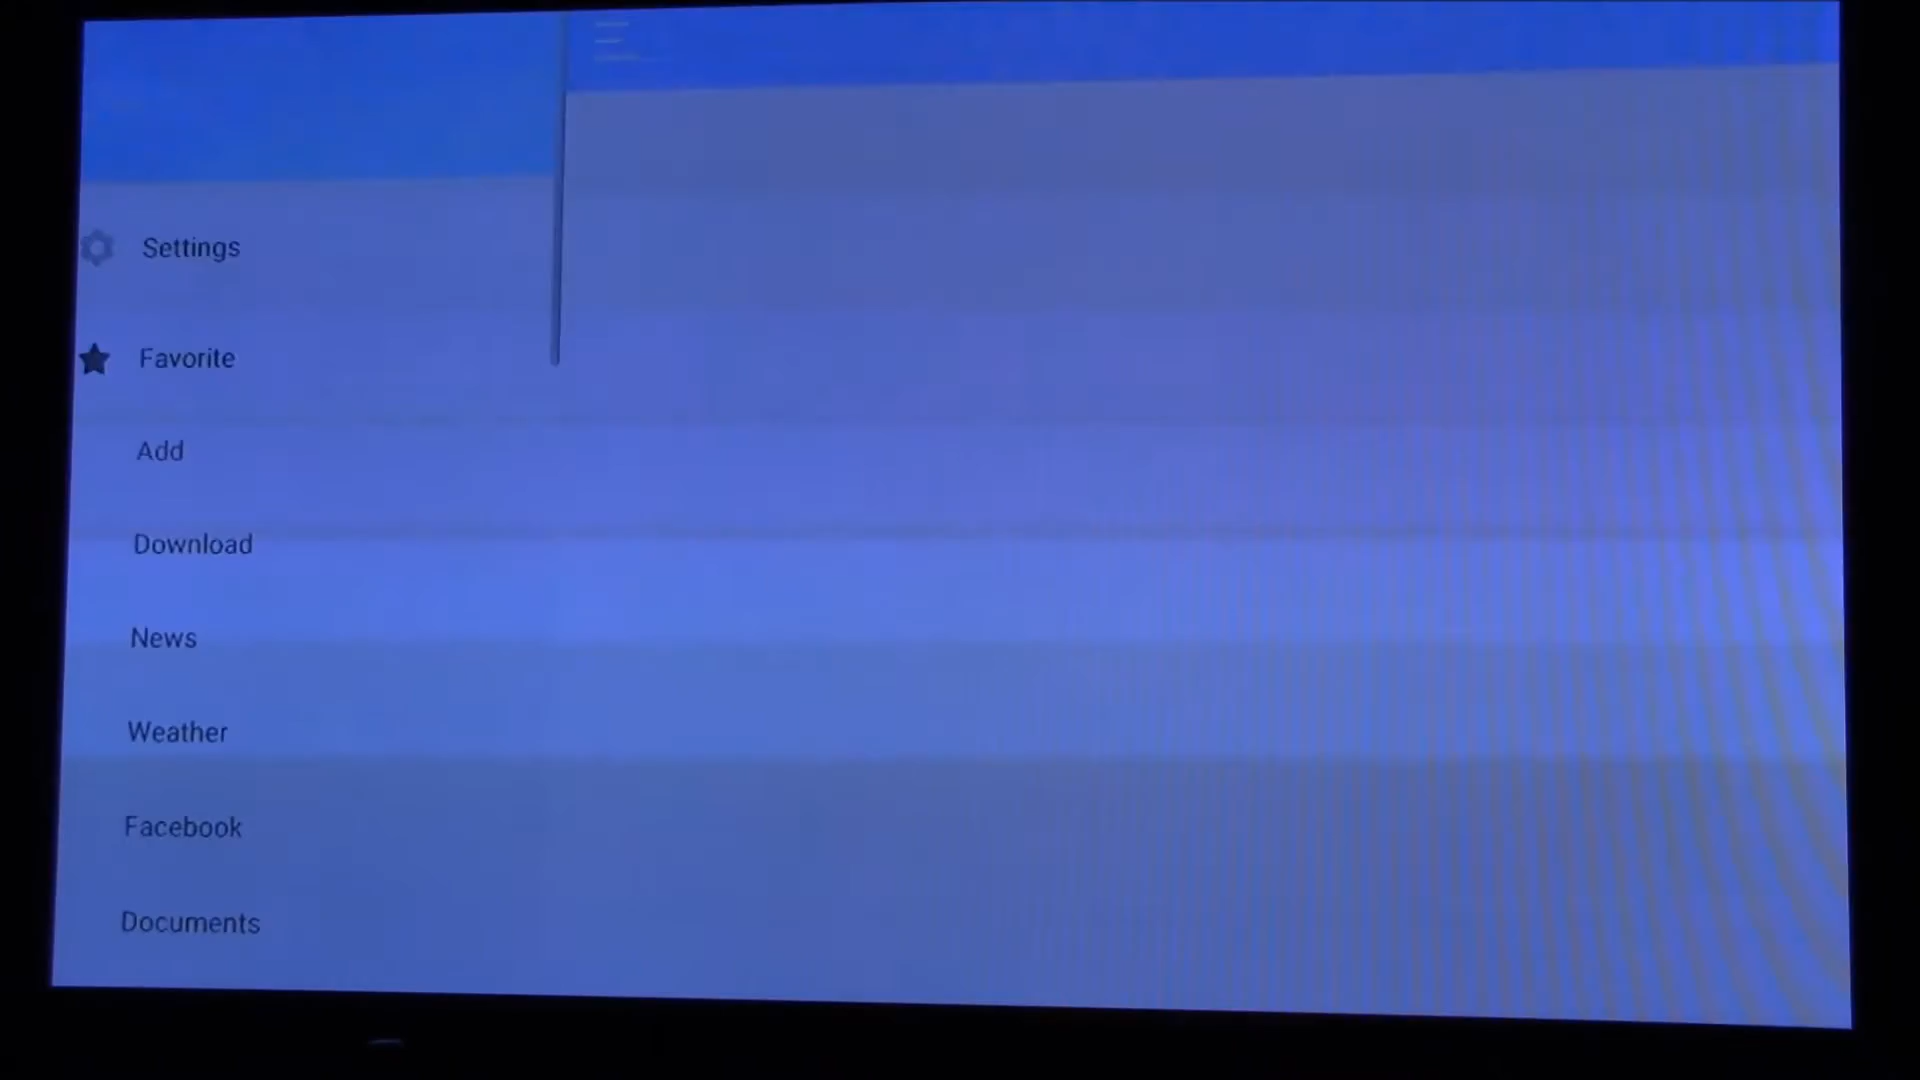 Settings
Favorite
Add
Download
News
Weather
Facebook
Documents